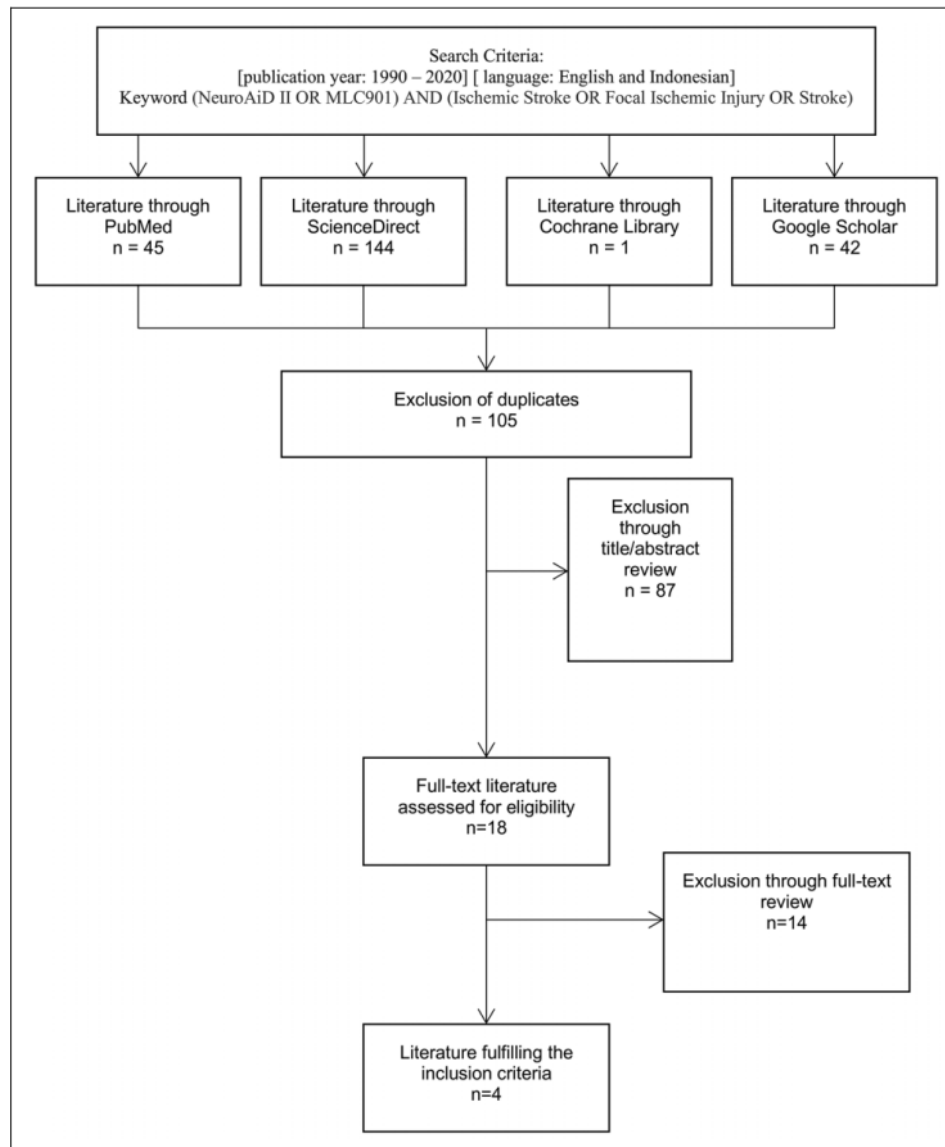 Search Criteria:
[publication year: 1990 – 2020] [ language: English and Indonesian]
Keyword (NeuroAiD II OR MLC901) AND (Ischemic Stroke OR Focal Ischemic Injury OR Stroke)
Literature through
PubMed
n = 45
Literature through
ScienceDirect
n = 144
Literature through
Cochrane Library
n = 1
Literature through
Google Scholar
n = 42
Exclusion of duplicates
n = 105
Exclusion
through
title/abstract
review
n = 87
Full-text literature
assessed for eligibility
n=18
Exclusion through full-text
review
n=14
Literature fulfilling the
inclusion criteria
n=4